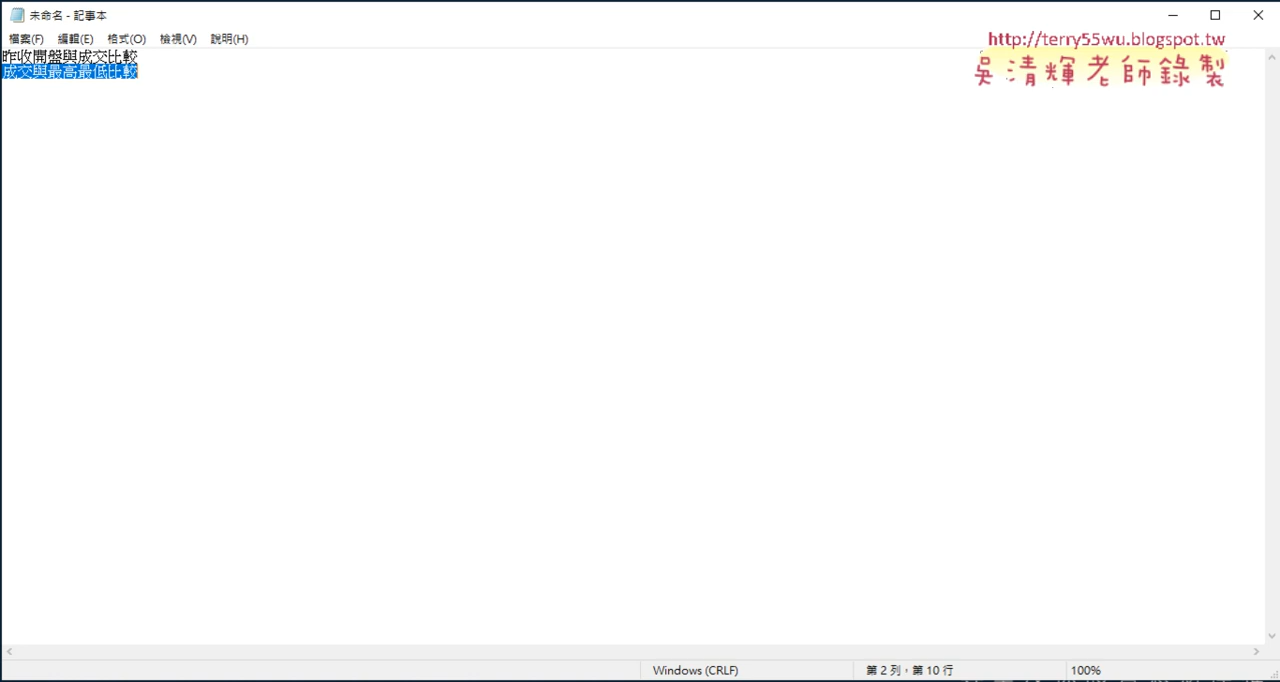 未命名 - 記事本
檔案(F) 編輯(E) 格式(O) 檢視(V) 說明(H)
http://terry55wu.blogspot.tw
吳清輝老師錄製
昨收開盤與成交比較
成交與最高最低比較
Windows (CRLF) 第 2 列，第 10 行 100%